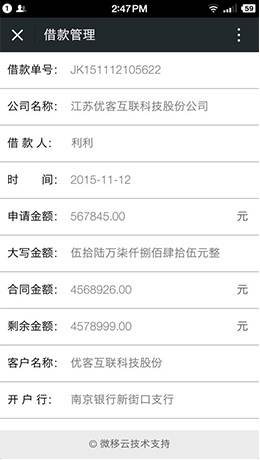 1 2:47 PM 59
借款管理
借款单号: JK151112105622
公司名称: 江苏优客互联科技股份公司
借 款 人: 利利
时 间: 2015-11-12
申请金额: 567845.00 元
大写金额: 伍拾陆万柒仟捌佰肆拾伍元整
合同金额: 4568926.00 元
剩余金额: 4578999.00 元
客户名称: 优客互联科技股份
开 户 行: 南京银行新街口支行
© 微移云技术支持